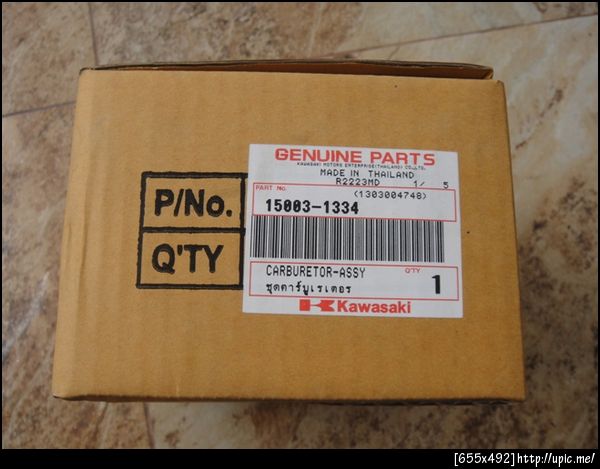 GENUINE PARTS
KAWASAKI MOTORS ENTERPRISE(THAILAND) CO.,LTD.
MADE IN THAILAND
R2223MD 1/ 5
PART NO. (1303004748)
P/No. 15003-1334
Q'TY
CARBURETOR-ASSY Q'TY
ชุดคาร์บูเรเตอร 1
Kawasaki
[655x492]http://upic.me/